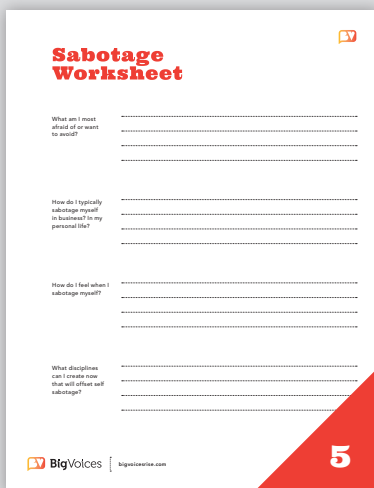 Sabotage
Worksheet
What am I most
afraid of or want
to avoid?
How do I typically
sabotage myself
in business? In my
personal life?
How do I feel when I
sabotage myself?
What disciplines
can I create now
that will offset self
sabotage?
BigVoices
bigvoicesrise.com
5